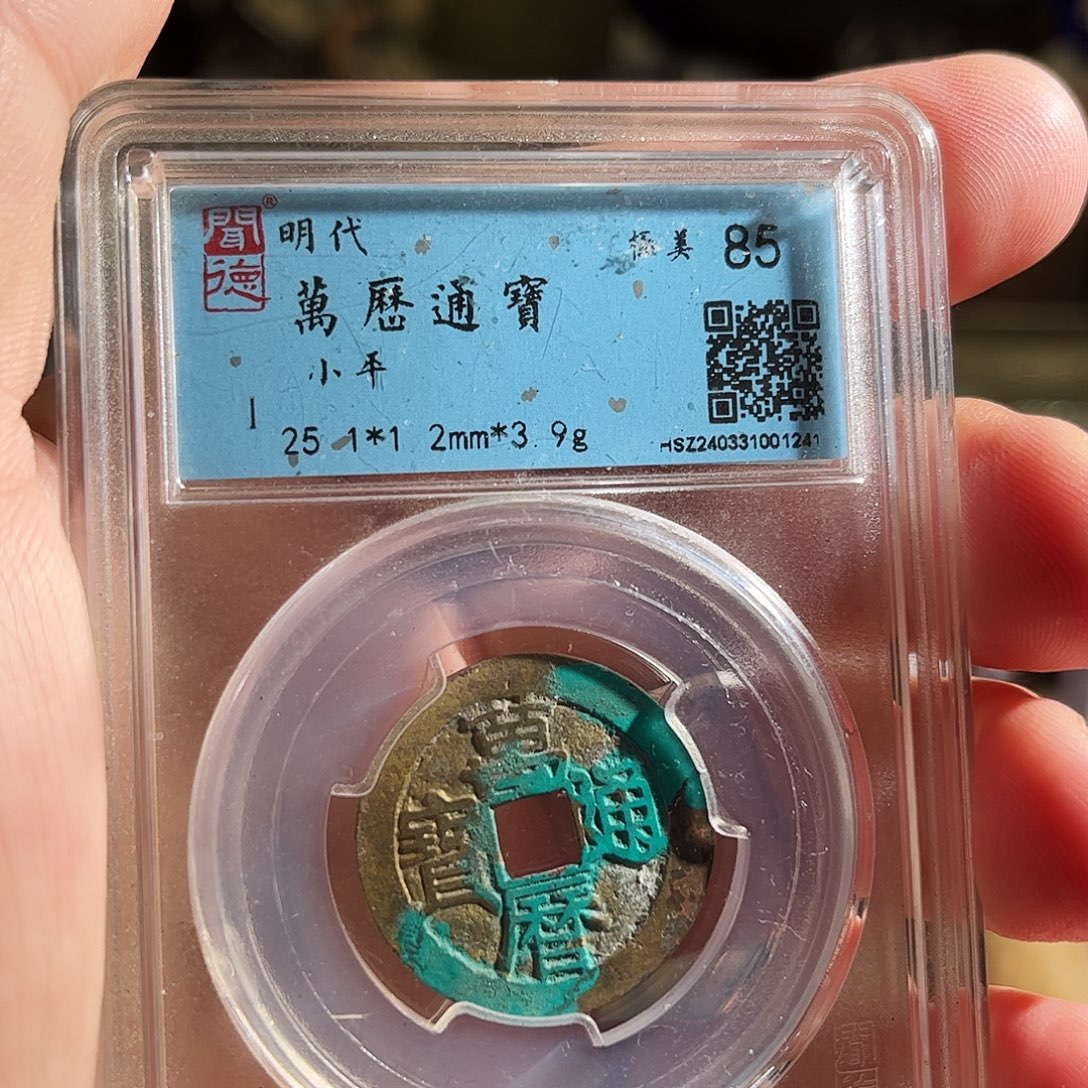 聞德®
明代
極美 85
萬曆通寶
小平
25.1*1.2mm*3.9g
HSZ240331001241
萬曆通寶